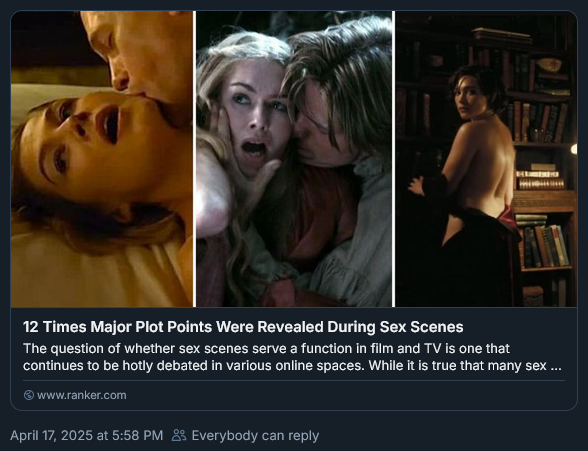 12 Times Major Plot Points Were Revealed During Sex Scenes
The question of whether sex scenes serve a function in film and TV is one that
continues to be hotly debated in various online spaces. While it is true that many sex ...
www.ranker.com
April 17, 2025 at 5:58 PM Everybody can reply